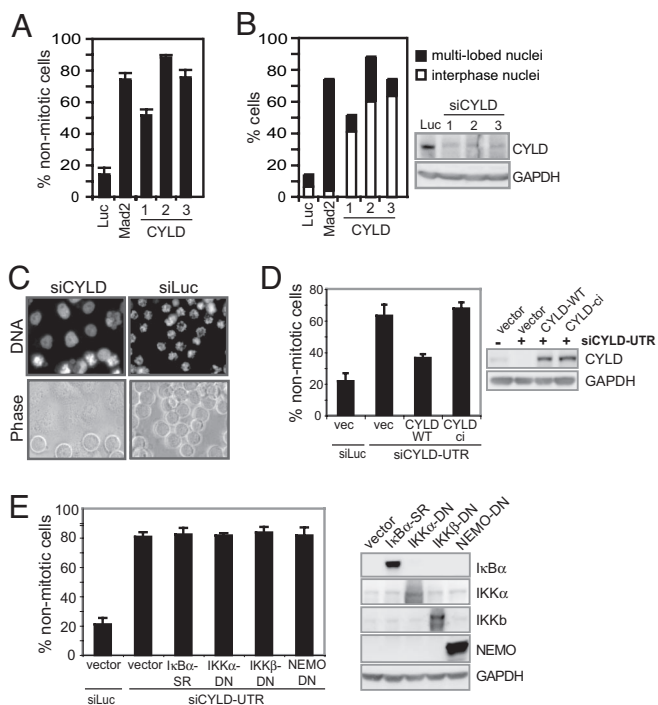 A
% non-mitotic cells
100
80
60
40
20
0
Luc
Mad2
1 2 3
CYLD
B
% cells
100
80
60
40
20
0
Luc
Mad2
1 2 3
CYLD
multi-lobed nuclei
interphase nuclei
siCYLD
Luc 1 2 3
CYLD
GAPDH
C
siCYLD siLuc
DNA
Phase
D
% non-mitotic cells
80
60
40
20
0
vec vec CYLD WT CYLD ci
siLuc siCYLD-UTR
vector vector CYLD-WT CYLD-ci
- + + + siCYLD-UTR
CYLD
GAPDH
E
% non-mitotic cells
100
80
60
40
20
0
vector vector IκBα-SR IKKα-DN IKKβ-DN NEMO DN
siLuc siCYLD-UTR
vector IκBα-SR IKKα-DN IKKβ-DN NEMO-DN
IκBα
IKKα
IKKb
NEMO
GAPDH